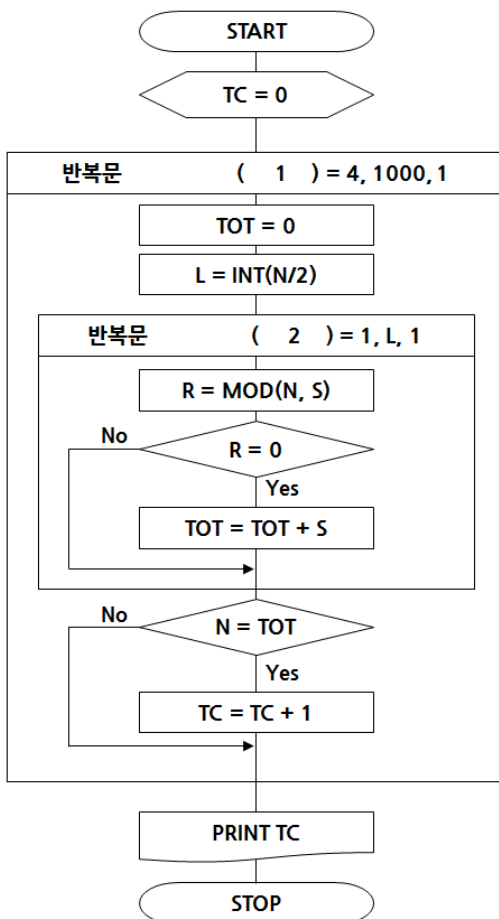 START
TC = 0
반복문 ( 1 ) = 4, 1000, 1
TOT = 0
L = INT(N/2)
반복문 ( 2 ) = 1, L, 1
R = MOD(N, S)
No
R = 0
Yes
TOT = TOT + S
No
N = TOT
Yes
TC = TC + 1
PRINT TC
STOP